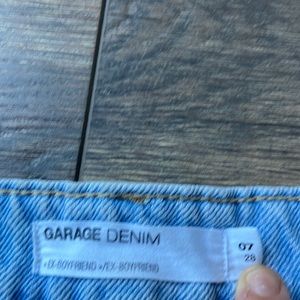 GARAGE DENIM
•EX-BOYFRIEND •/EX-BOYFRIEND
07
28